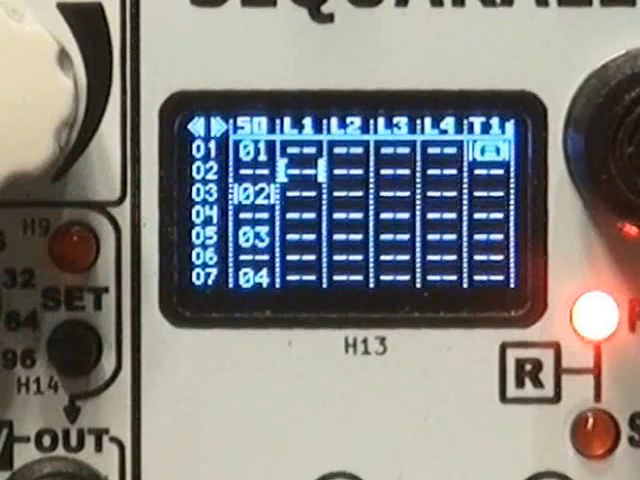 SQ L1 L2 L3 L4 T1
01 01 -- -- -- --
02 -- -- -- -- -- --
03 02 -- -- -- -- --
04 -- -- -- -- -- --
05 03 -- -- -- -- --
06 -- -- -- -- -- --
07 04 -- -- -- -- --
H9
32
SET
64
96
H14
OUT
H13
R